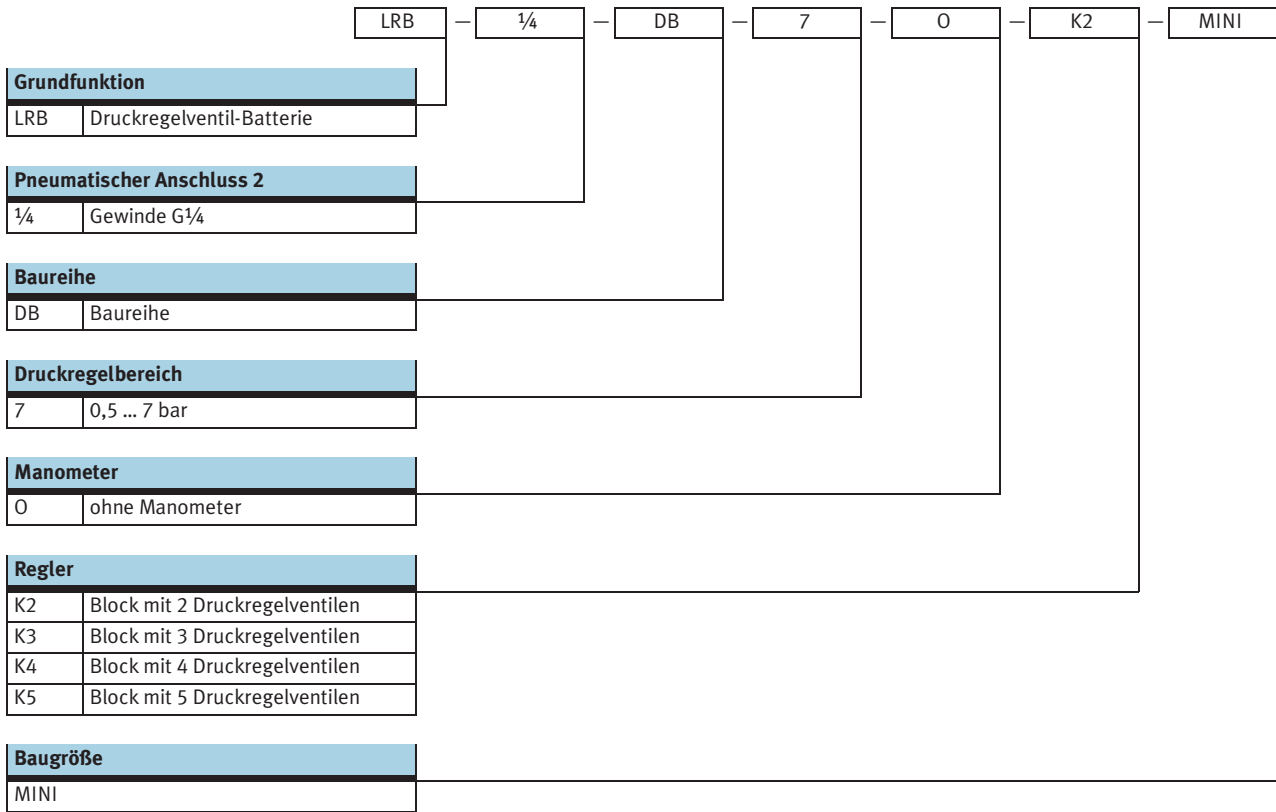 LRB — ¼ — DB — 7 — O — K2 — MINI
Grundfunktion
LRB Druckregelventil-Batterie
Pneumatischer Anschluss 2
¼ Gewinde G¼
Baureihe
DB Baureihe
Druckregelbereich
7 0,5 ... 7 bar
Manometer
O ohne Manometer
Regler
K2 Block mit 2 Druckregelventilen
K3 Block mit 3 Druckregelventilen
K4 Block mit 4 Druckregelventilen
K5 Block mit 5 Druckregelventilen
Baugröße
MINI